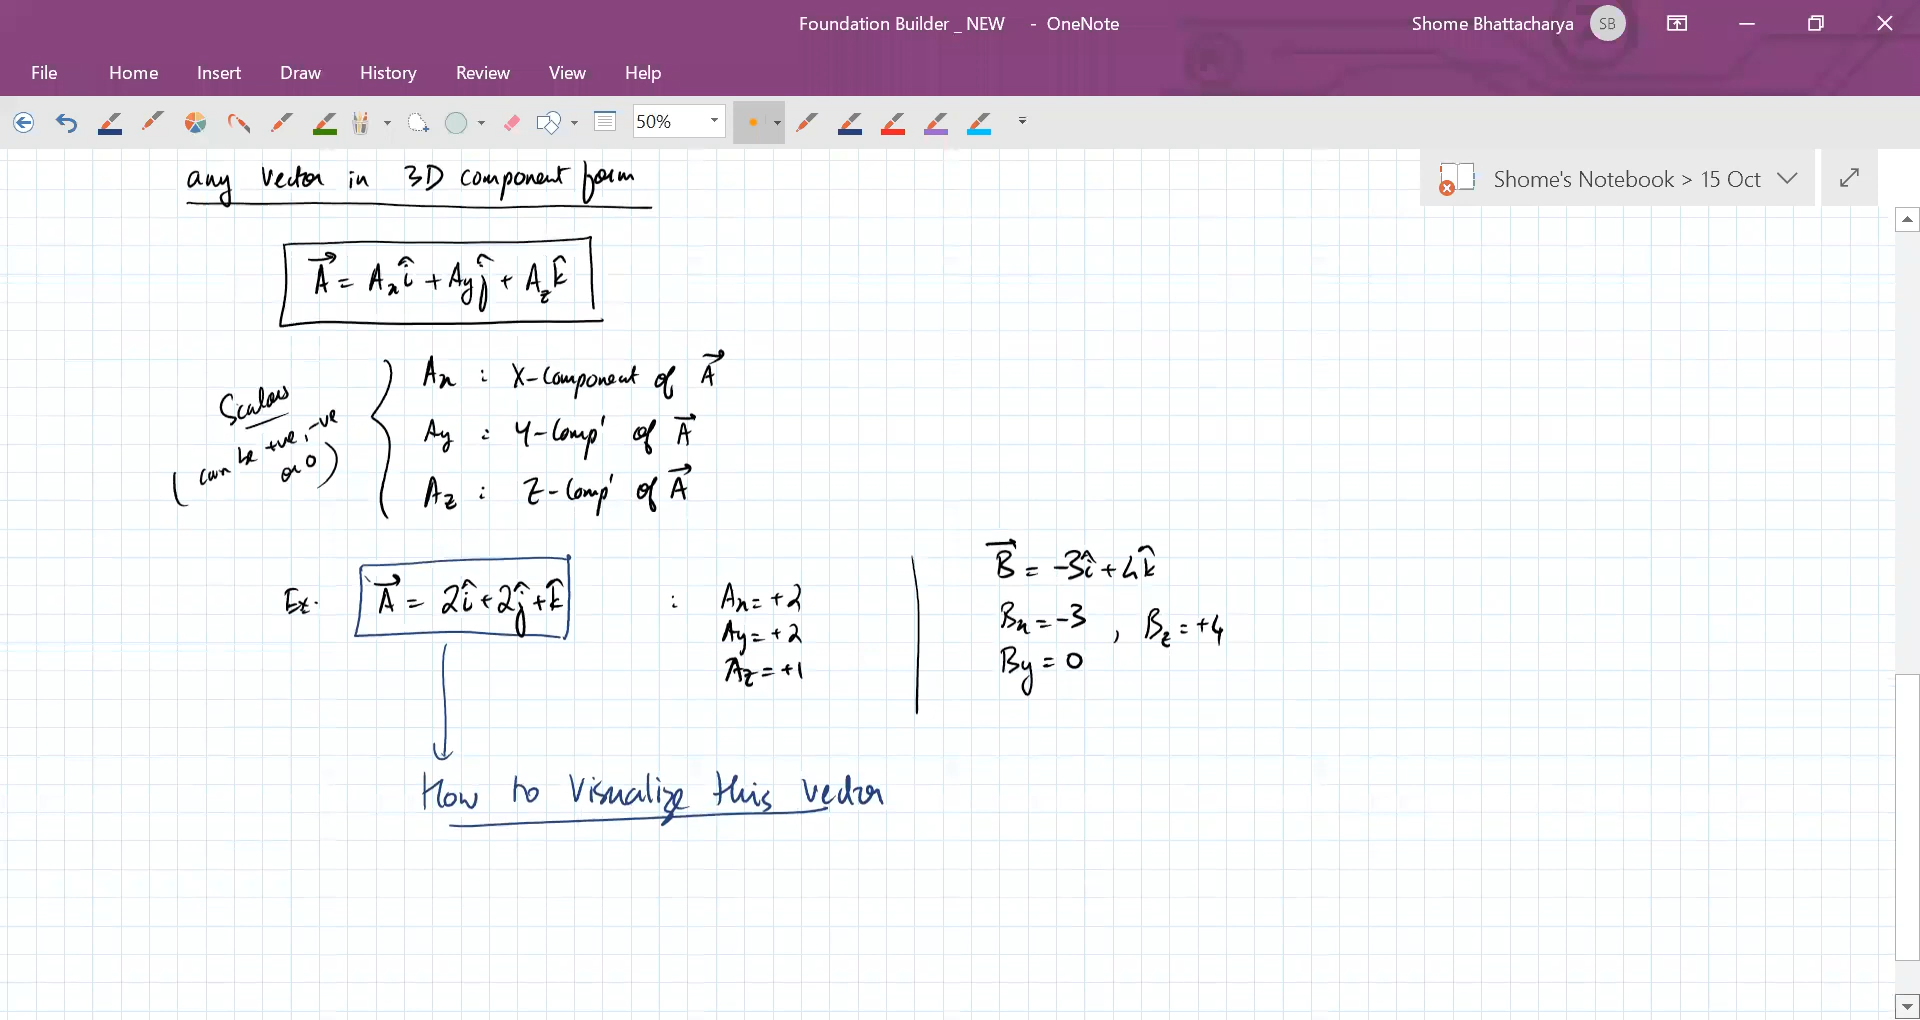 Foundation Builder _ NEW - OneNote
Shome Bhattacharya SB
File Home Insert Draw History Review View Help
50%
Shome's Notebook > 15 Oct
any vector in 3D component form
A⃗ = Axî + Ayĵ + Azk̂
Scalars
(can be +ve, -ve
or 0)
Ax : X-component of A⃗
Ay : Y-Comp' of A⃗
Az : Z-Comp' of A⃗
Ex. A⃗ = 2î+2ĵ+k̂ : Ax = +2
Ay = +2
Az = +1
B⃗ = -3î+4k̂
Bx = -3 , Bz = +4
By = 0
How to Visualize this vector